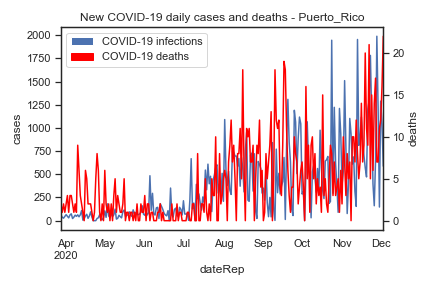 New COVID-19 daily cases and deaths - Puerto_Rico
COVID-19 infections
COVID-19 deaths
2000
1750
1500
1250
1000
750
500
250
0
cases
20
15
10
5
0
deaths
Apr May Jun Jul Aug Sep Oct Nov Dec
2020
dateRep